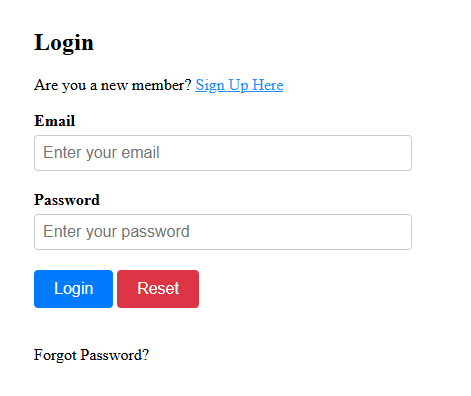 Login
Are you a new member? Sign Up Here
Email
Enter your email
Password
Enter your password
Login Reset
Forgot Password?